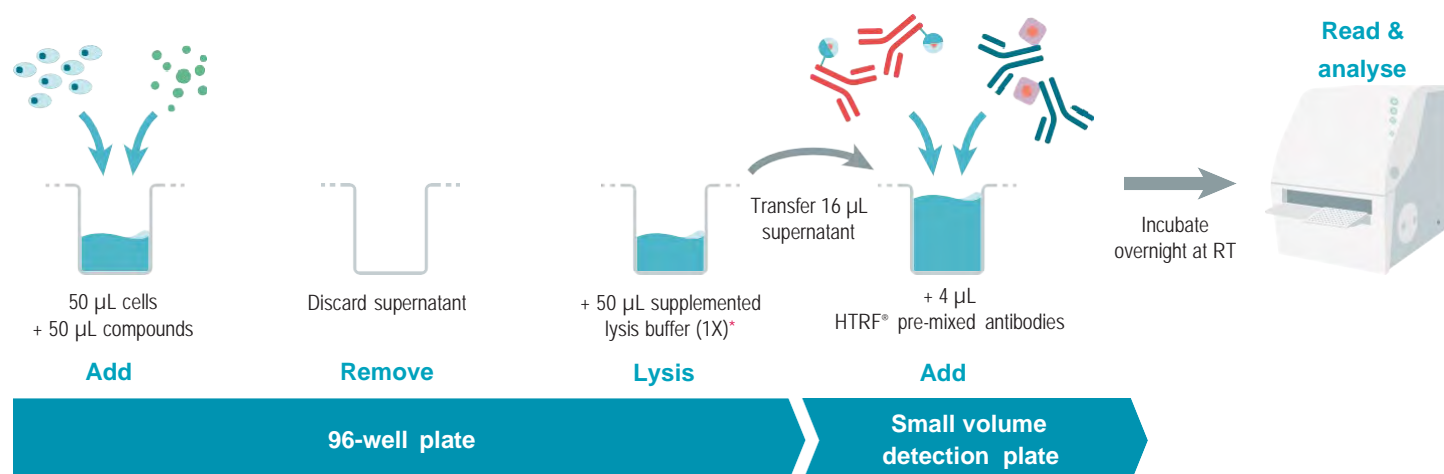 50 µL cells
+ 50 µL compounds
Add
Discard supernatant
Remove
+ 50 µL supplemented
lysis buffer (1X)*
Lysis
Transfer 16 µL
supernatant
+ 4 µL
HTRF® pre-mixed antibodies
Add
Incubate
overnight at RT
Read &
analyse
96-well plate
Small volume
detection plate